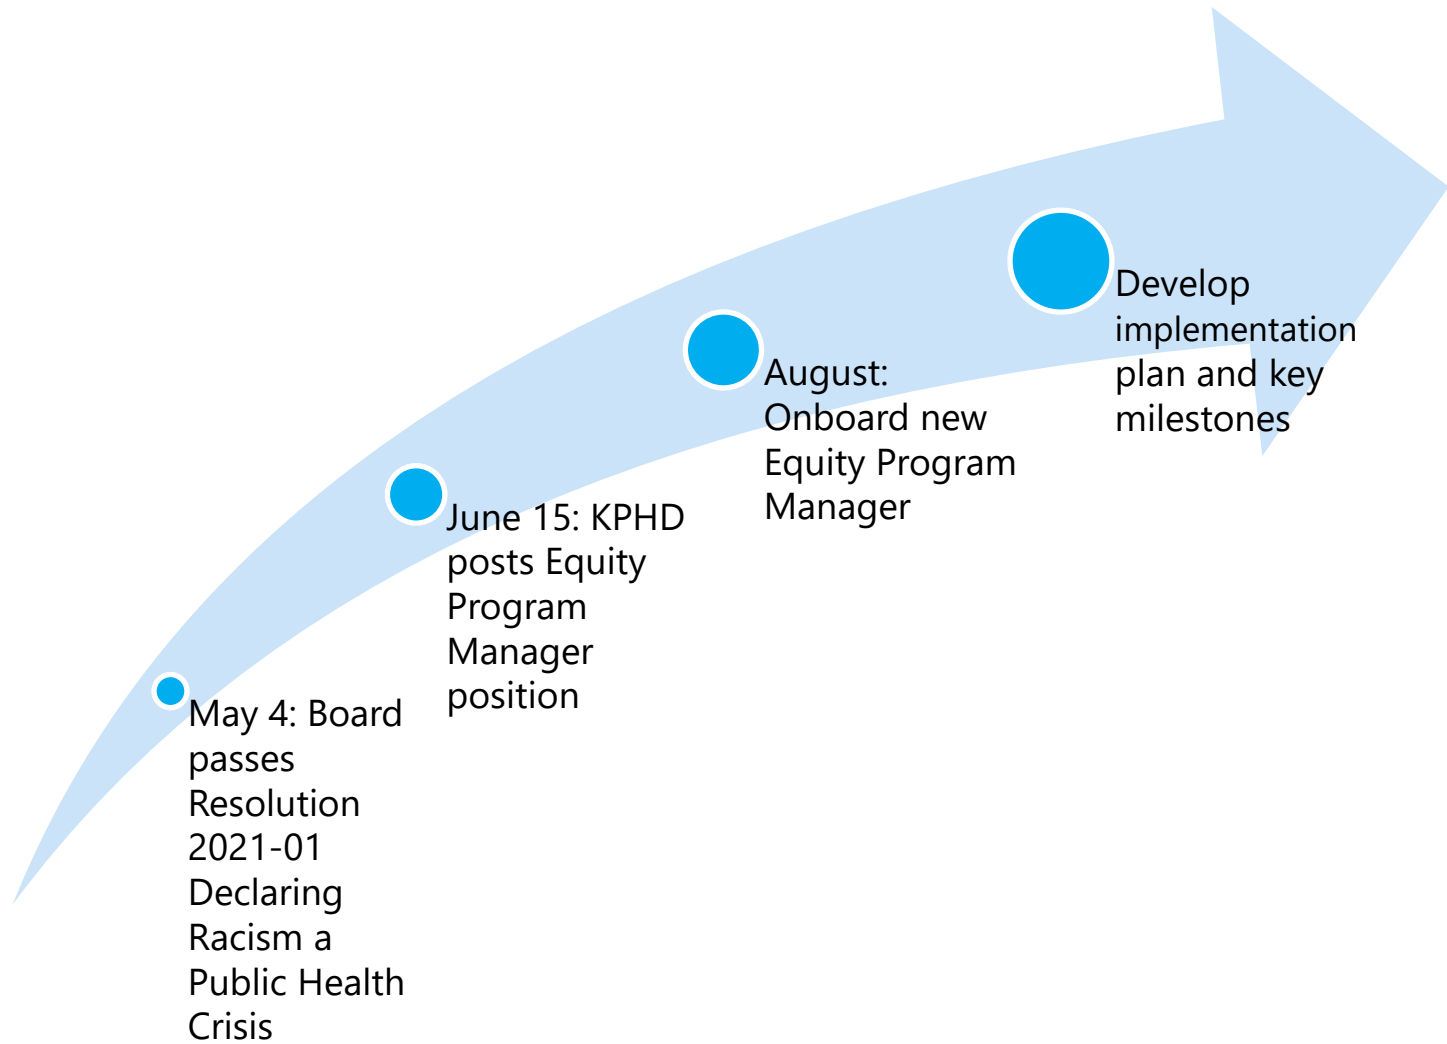 May 4: Board
passes
Resolution
2021-01
Declaring
Racism a
Public Health
Crisis
June 15: KPHD
posts Equity
Program
Manager
position
August:
Onboard new
Equity Program
Manager
Develop
implementation
plan and key
milestones